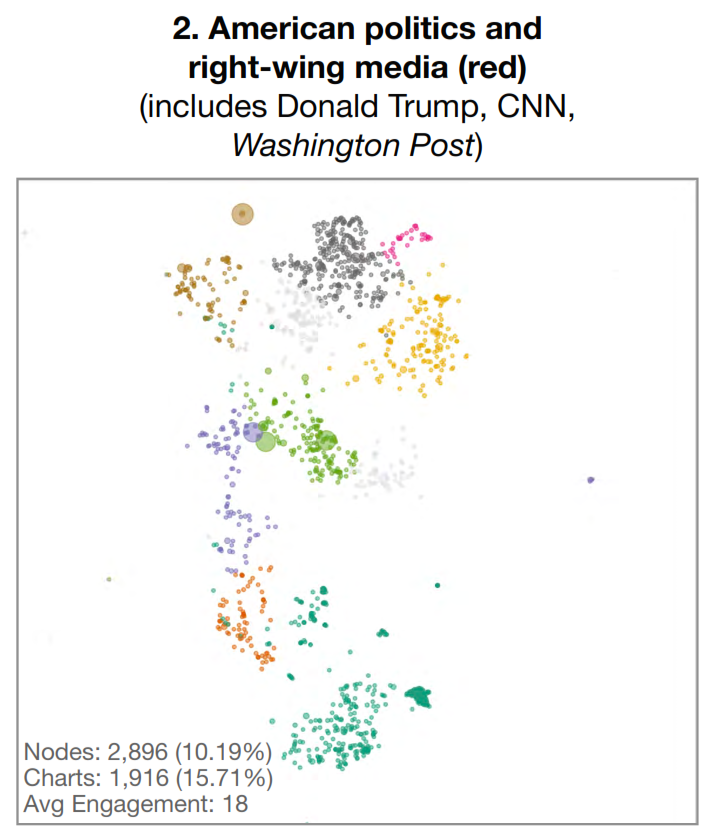 2. American politics and
right-wing media (red)
(includes Donald Trump, CNN,
Washington Post)
Nodes: 2,896 (10.19%)
Charts: 1,916 (15.71%)
Avg Engagement: 18